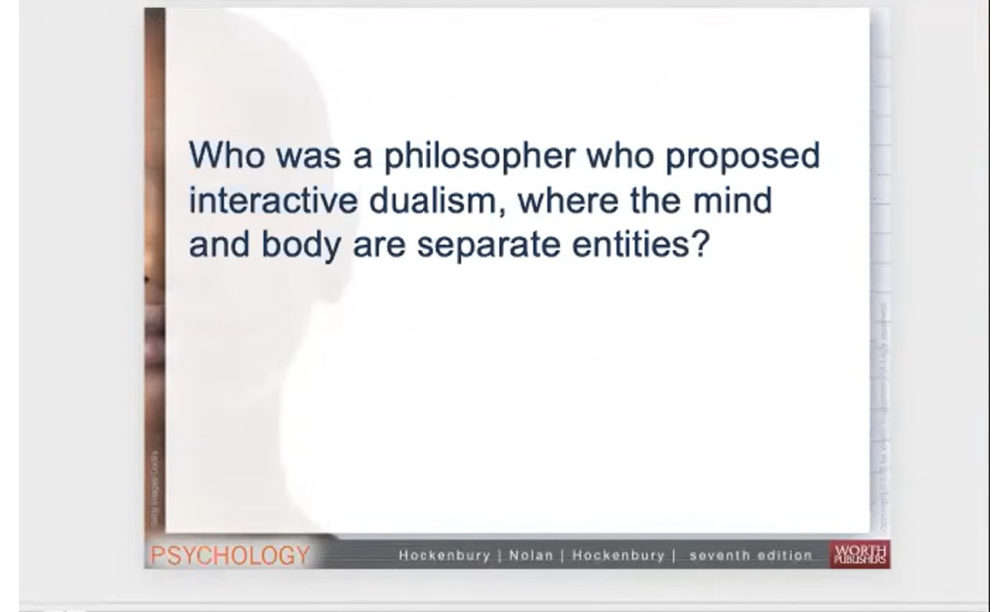 Who was a philosopher who proposed
interactive dualism, where the mind
and body are separate entities?
PSYCHOLOGY
Hockenbury | Nolan | Hockenbury | seventh edition
WORTH
PUBLISHERS